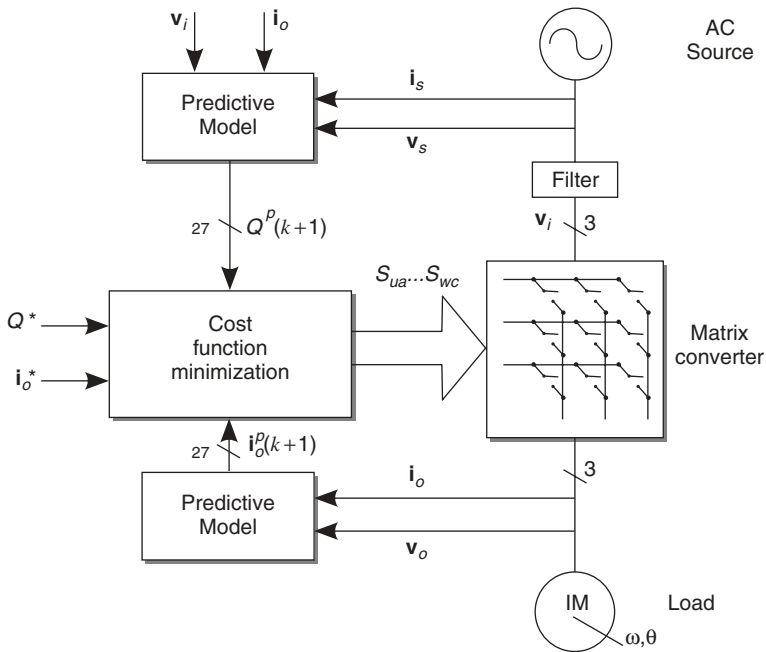 v_i i_o
AC
Source
Predictive
Model
i_s
v_s
Filter
v_i 3
27 Q^p(k+1)
S_ua...S_wc
Q*
i_o*
Cost
function
minimization
Matrix
converter
27 i_o^p(k+1)
3
Predictive
Model
i_o
v_o
IM
Load
ω,θ